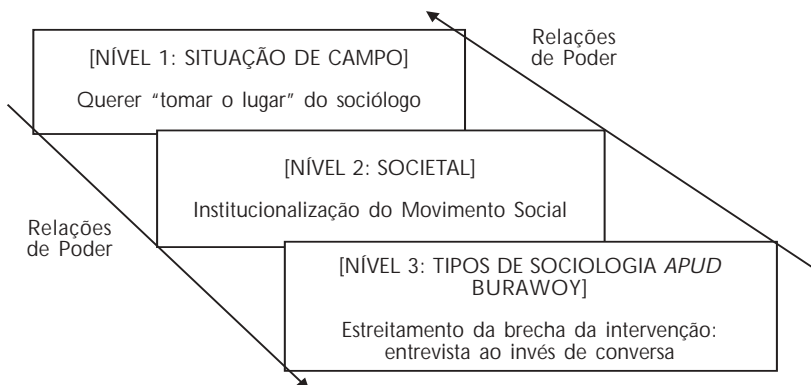 Relações
de Poder
[NÍVEL 1: SITUAÇÃO DE CAMPO]
Querer “tomar o lugar” do sociólogo
[NÍVEL 2: SOCIETAL]
Institucionalização do Movimento Social
Relações
de Poder
[NÍVEL 3: TIPOS DE SOCIOLOGIA APUD
BURAWOY]
Estreitamento da brecha da intervenção:
entrevista ao invés de conversa